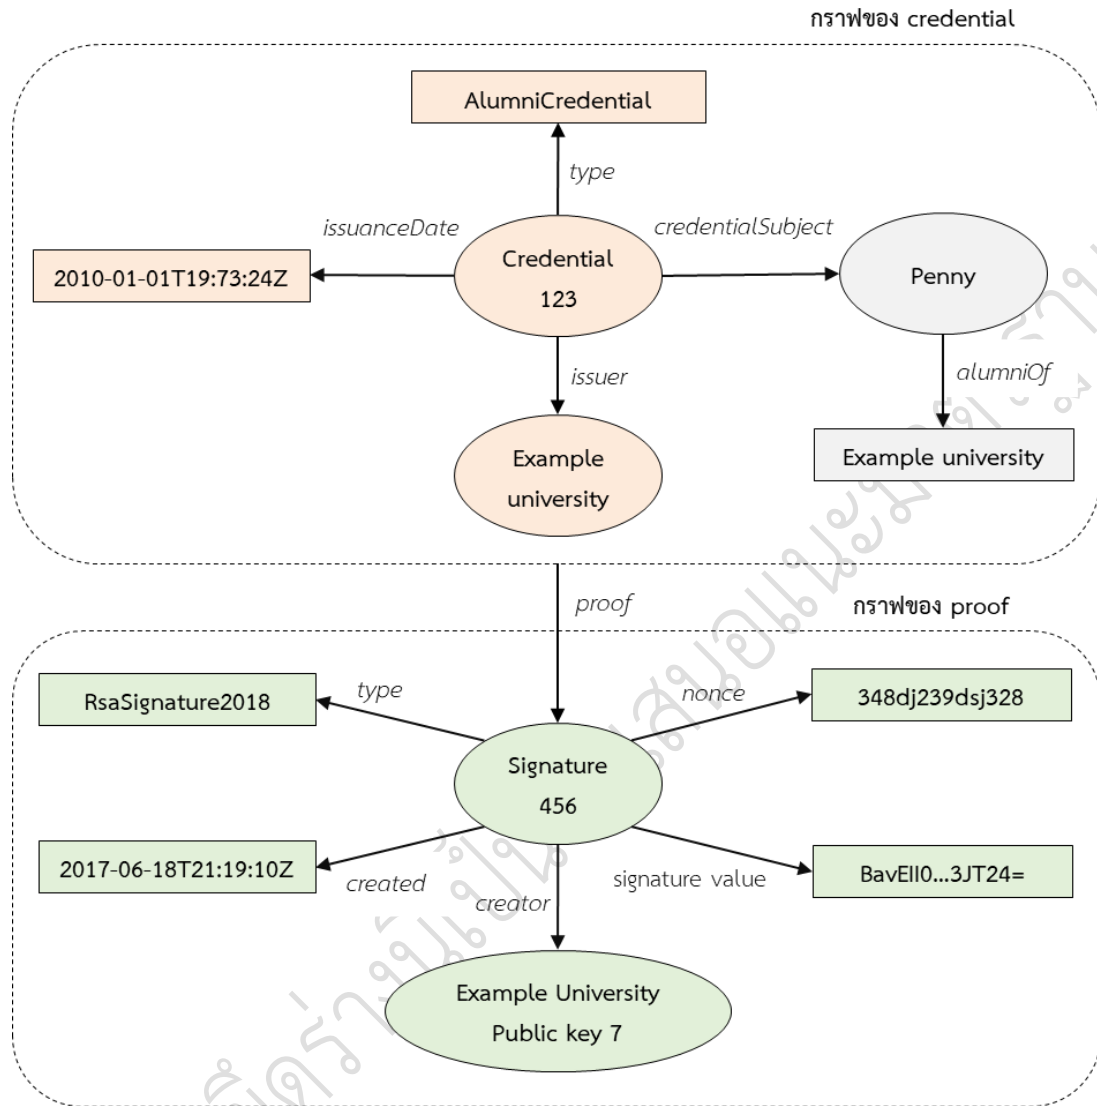 กราฟของ credential
AlumniCredential
type
issuanceDate
credentialSubject
2010-01-01T19:73:24Z
Credential
123
Penny
issuer
alumniOf
Example
university
Example university
proof
กราฟของ proof
RsaSignature2018
type
nonce
348dj239dsj328
Signature
456
2017-06-18T21:19:10Z
created
creator
signature value
BavEll0...3JT24=
Example University
Public key 7